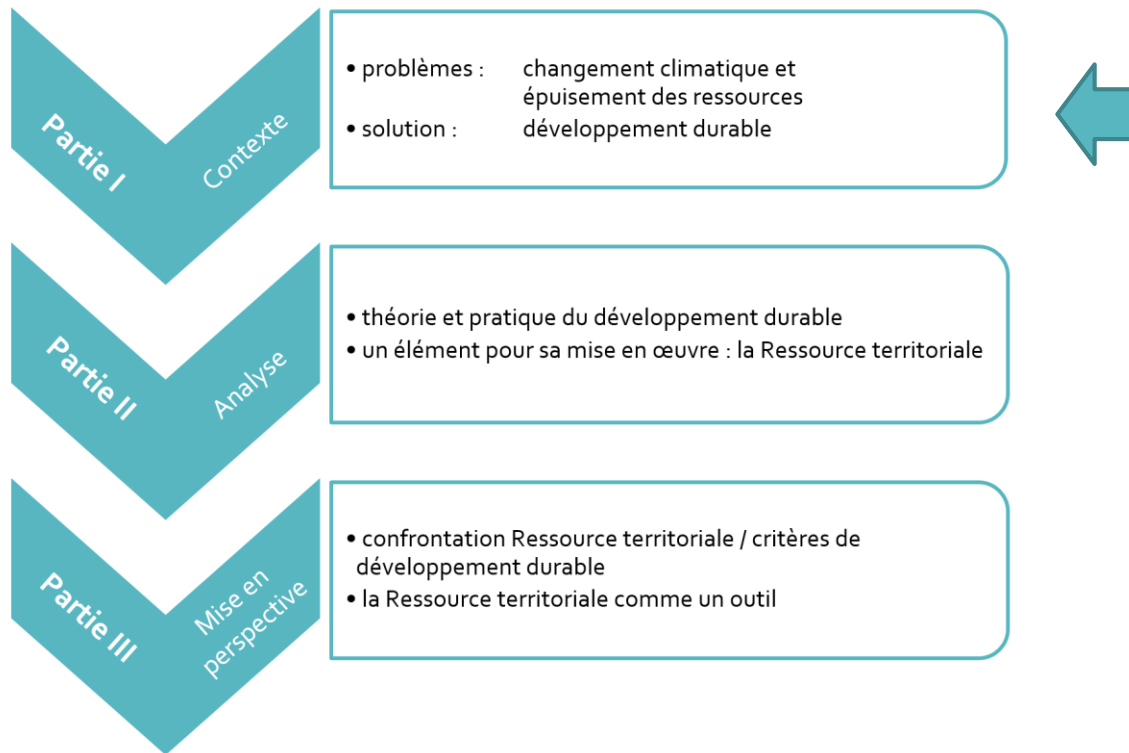 Partie I
Contexte
• problèmes : changement climatique et
épuisement des ressources
• solution : développement durable
Partie II
Analyse
• théorie et pratique du développement durable
• un élément pour sa mise en œuvre : la Ressource territoriale
Partie III
Mise en
perspective
• confrontation Ressource territoriale / critères de
développement durable
• la Ressource territoriale comme un outil